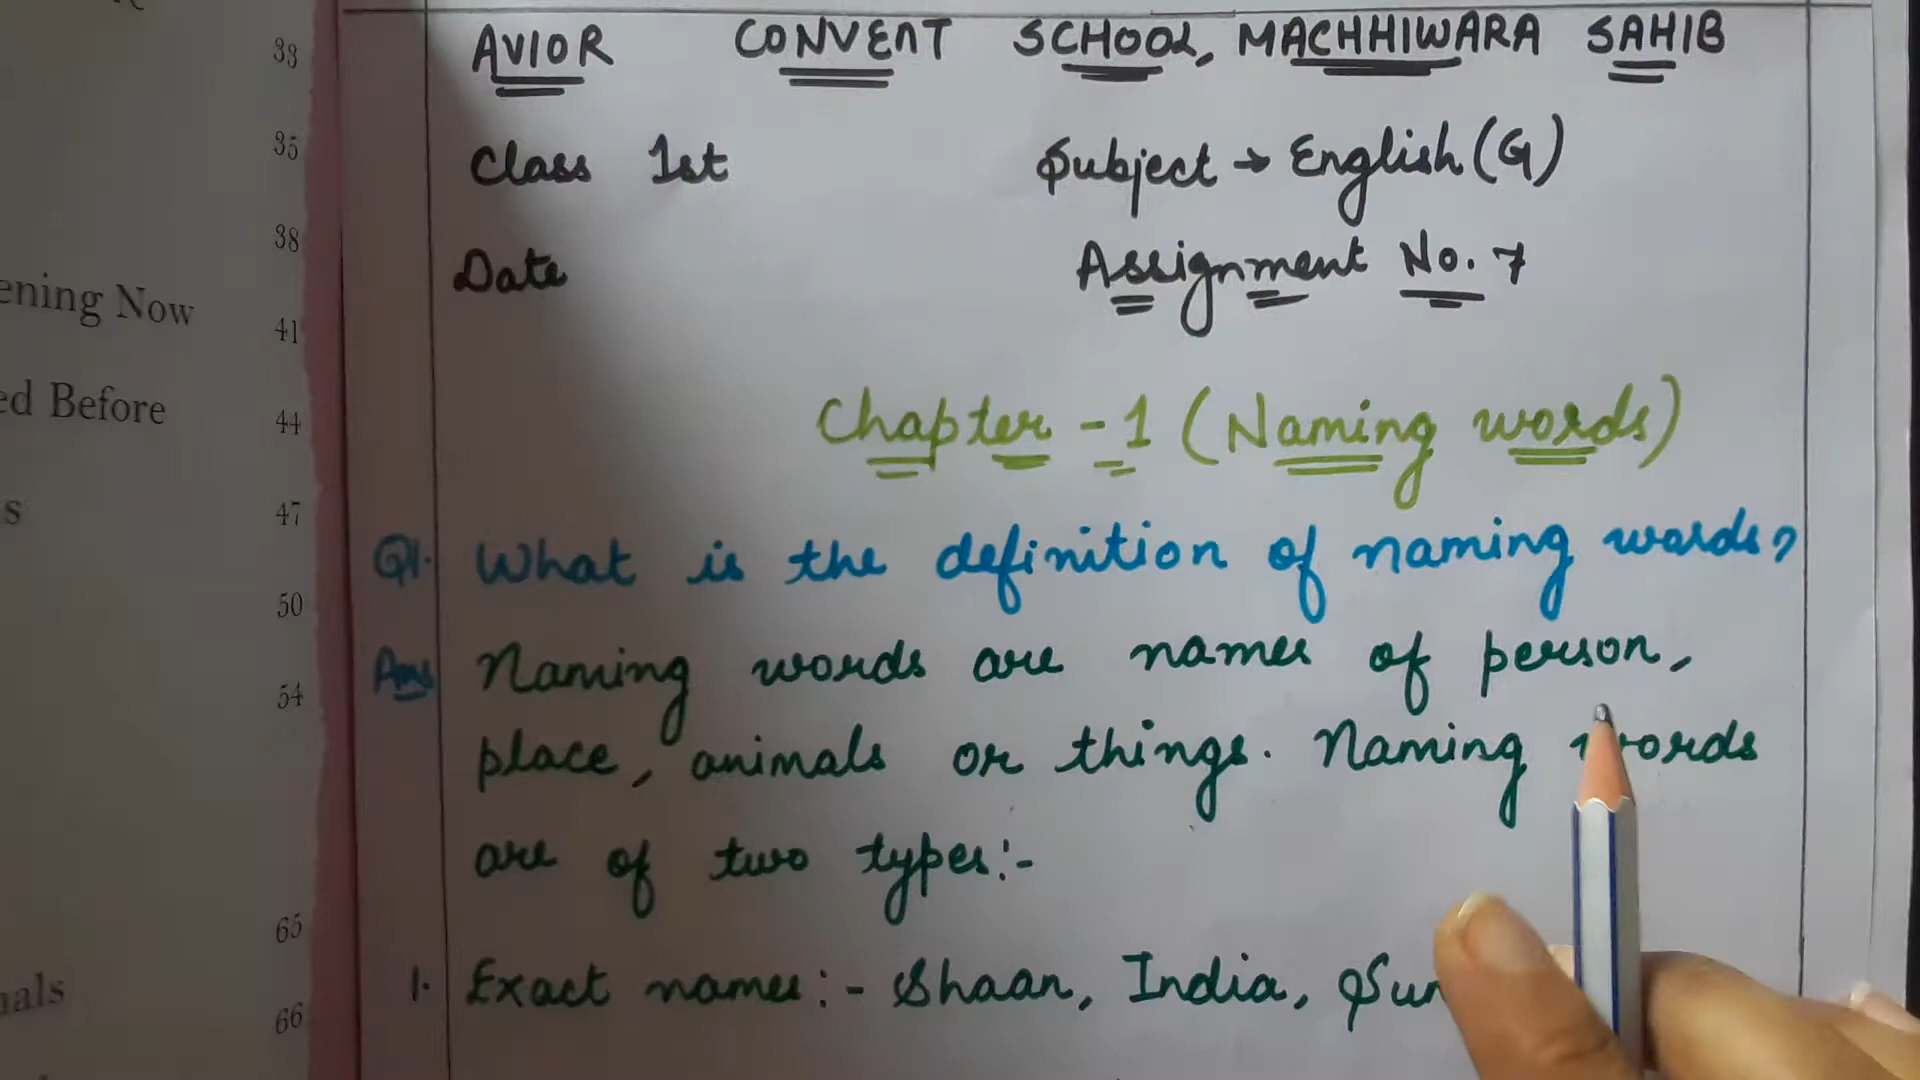 ening Now
ed Before
s
nals
33
35
38
41
44
47
50
54
65
66
AVIOR CONVENT SCHOOL, MACHHIWARA SAHIB
Class 1st Subject → English (G)
Date Assignment No. 7
Chapter - 1 (Naming words)
Q1. What is the definition of naming words?
Ans Naming words are names of person,
place, animals or things. Naming words
are of two types:-
1. Exact names:- Shaan, India,